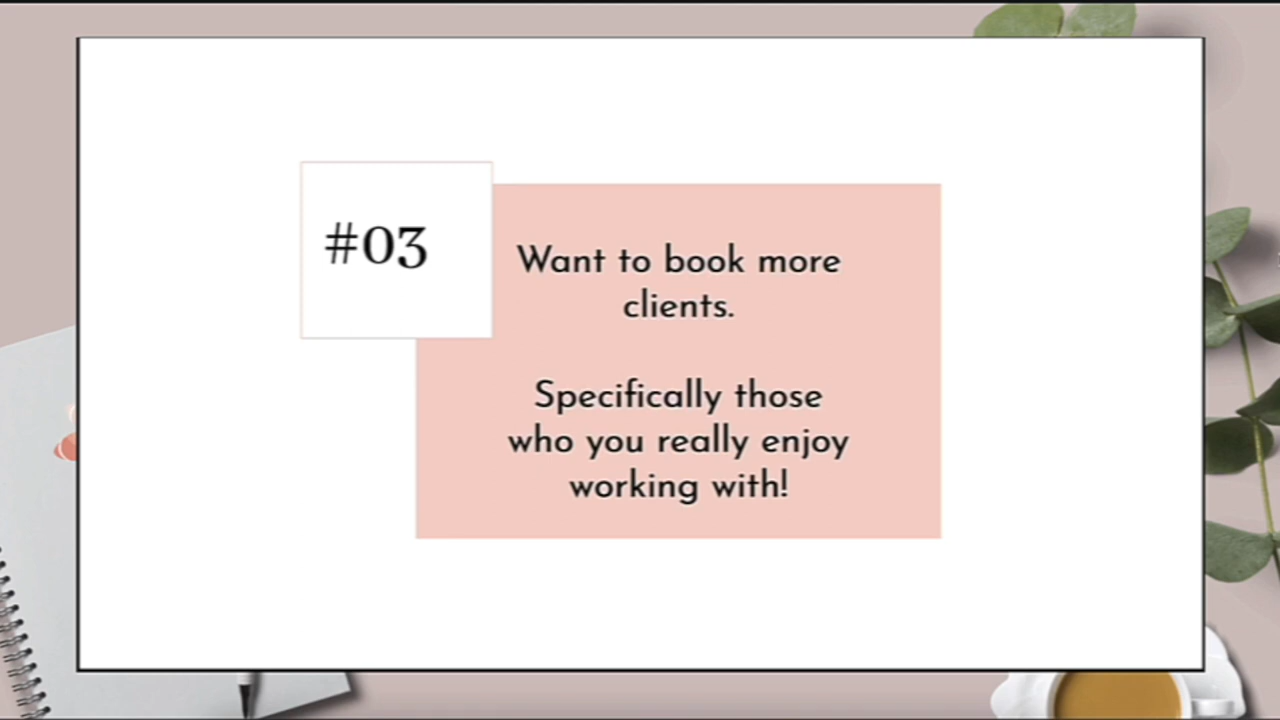 #03
Want to book more
clients.
Specifically those
who you really enjoy
working with!